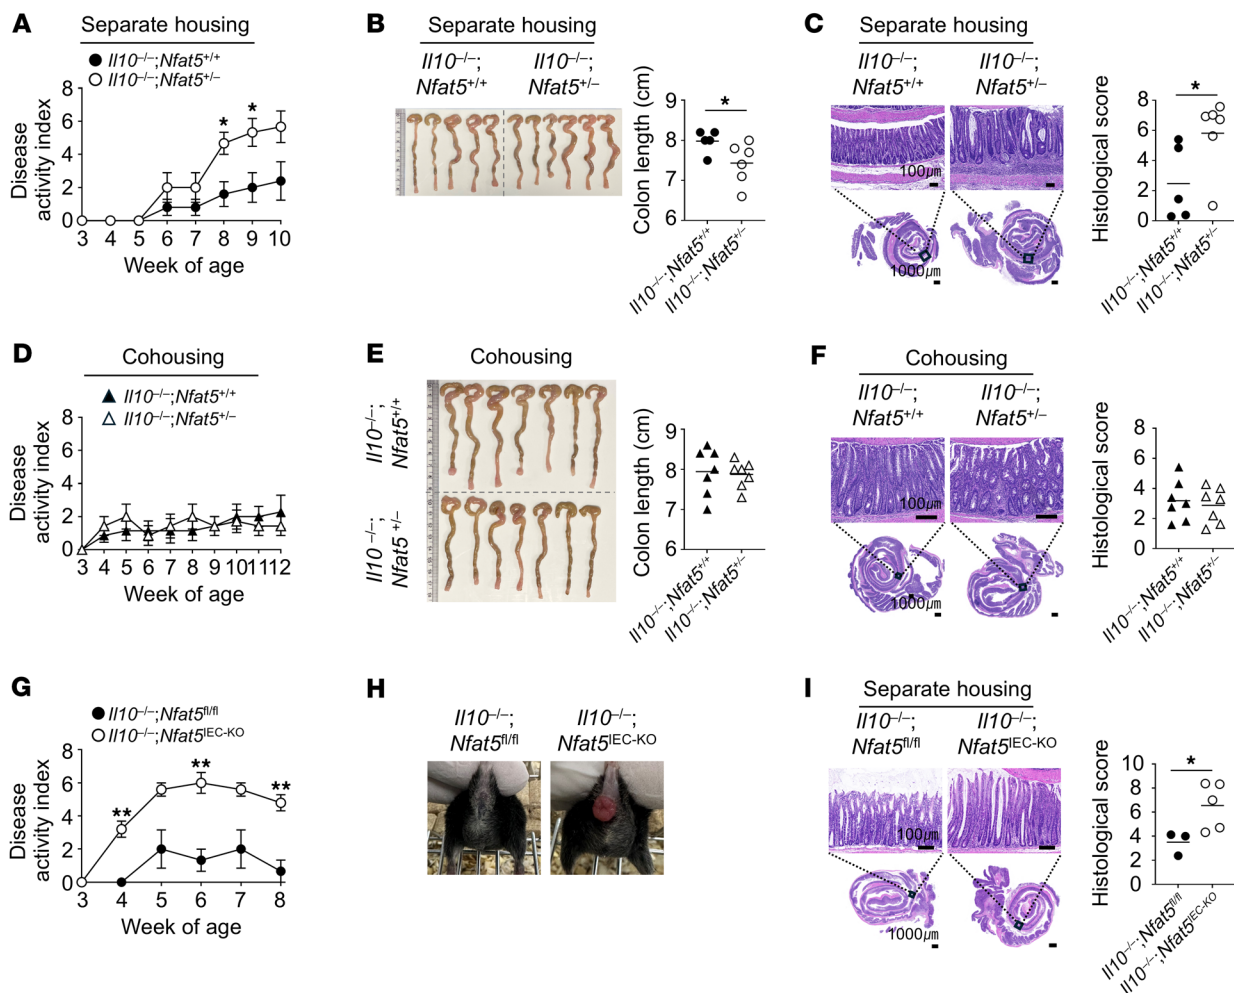 A
Separate housing
Il10–/–;Nfat5+/+
Il10–/–;Nfat5+/–
Disease
activity index
8
6
4
2
0
* *
3 4 5 6 7 8 9 10
Week of age
B
Separate housing
Il10–/–; Il10–/–;
Nfat5+/+ Nfat5+/–
Colon length (cm)
9
8
7
6
*
Il10–/–;Nfat5+/+
Il10–/–;Nfat5+/–
C
Separate housing
Il10–/–; Il10–/–;
Nfat5+/+ Nfat5+/–
100㎛
1000㎛
Histological score
8
6
4
2
0
*
Il10–/–;Nfat5+/+
Il10–/–;Nfat5+/–
D
Cohousing
Il10–/–;Nfat5+/+
Il10–/–;Nfat5+/–
Disease
activity index
8
6
4
2
0
3 4 5 6 7 8 9 10 11 12
Week of age
E
Cohousing
Il10–/–;
Nfat5+/+
Il10–/–;
Nfat5+/–
Colon length (cm)
9
8
7
6
Il10–/–;Nfat5+/+
Il10–/–;Nfat5+/–
F
Cohousing
Il10–/–; Il10–/–;
Nfat5+/+ Nfat5+/–
100㎛
1000㎛
Histological score
8
6
4
2
0
Il10–/–;Nfat5+/+
Il10–/–;Nfat5+/–
G
Il10–/–;Nfat5fl/fl
Il10–/–;Nfat5IEC-KO
Disease
activity index
8
6
4
2
0
** ** **
3 4 5 6 7 8
Week of age
H
Il10–/–; Il10–/–;
Nfat5fl/fl Nfat5IEC-KO
I
Separate housing
Il10–/–; Il10–/–;
Nfat5fl/fl Nfat5IEC-KO
100㎛
1000㎛
Histological score
10
8
6
4
2
0
*
Il10–/–;Nfat5fl/fl
Il10–/–;Nfat5IEC-KO